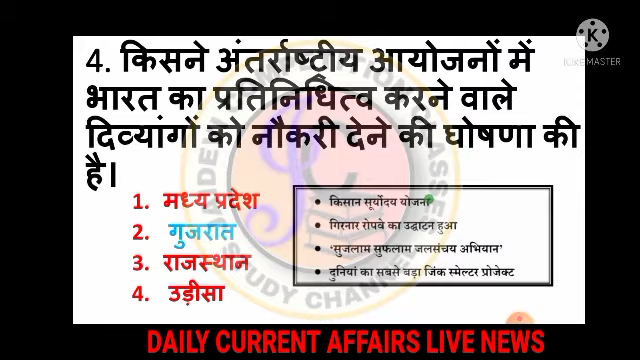 4. किसने अंतर्राष्ट्रीय आयोजनों में
भारत का प्रतिनिधित्व करने वाले
दिव्यांगों को नौकरी देने की घोषणा की
है।
1. मध्य प्रदेश
2. गुजरात
3. राजस्थान
4. उड़ीसा
• किसान सूर्योदय योजना
• गिरनार रोपवे का उद्घाटन हुआ
• 'सुजलाम सुफलाम जलसंचय अभियान'
• दुनियां का सबसे बड़ा जिंक स्मेल्टर प्रोजेक्ट
KINEMASTER
STUDY CHANNEL
DAILY CURRENT AFFAIRS LIVE NEWS